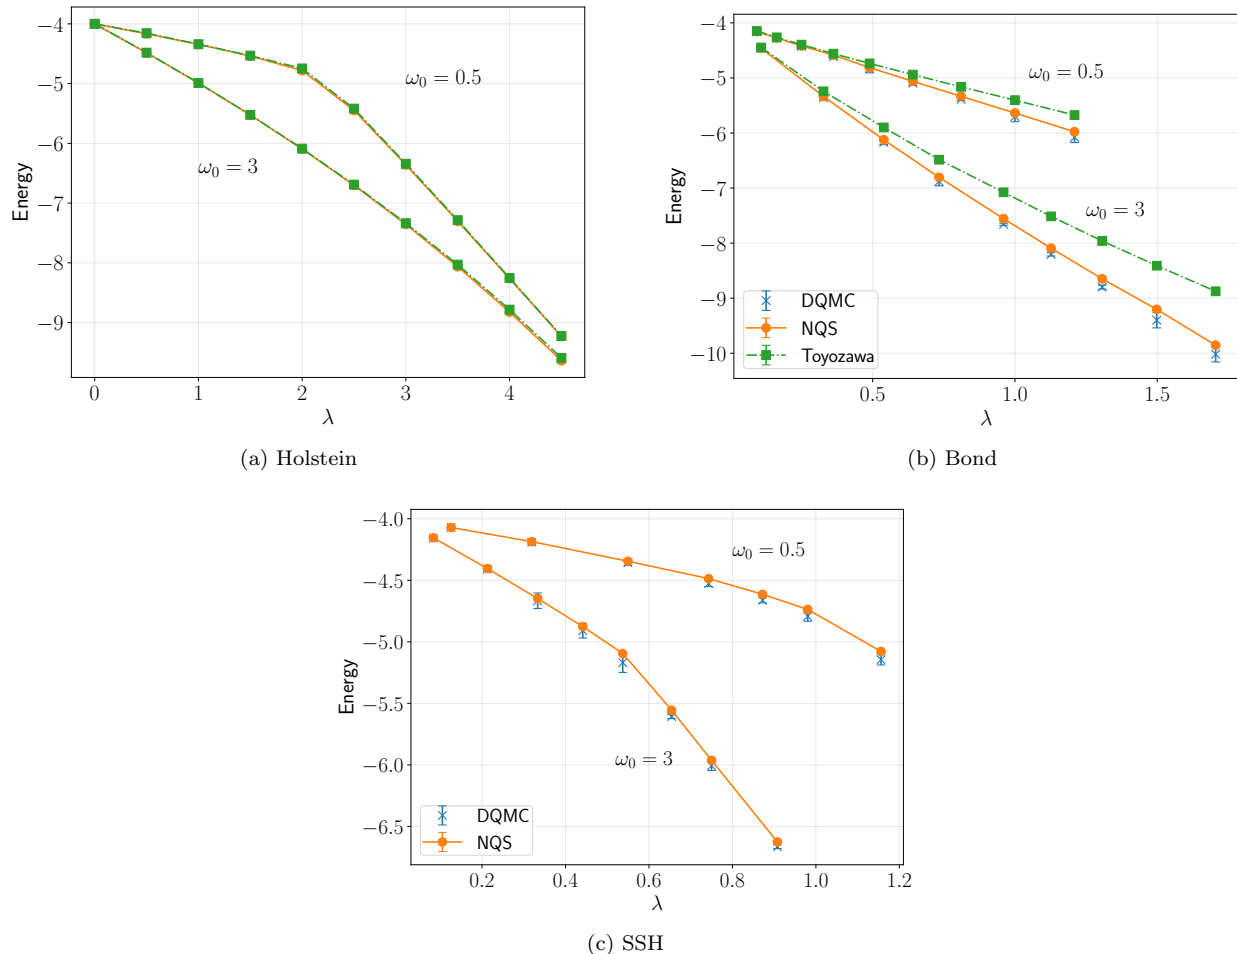 −4
−5
−6
−7
−8
−9
Energy
0
1
2
3
4
λ
ω₀ = 0.5
ω₀ = 3
(a) Holstein
−4
−5
−6
−7
−8
−9
−10
Energy
0.5
1.0
1.5
λ
ω₀ = 0.5
ω₀ = 3
DQMC
NQS
Toyozawa
(b) Bond
−4.0
−4.5
−5.0
−5.5
−6.0
−6.5
Energy
0.2
0.4
0.6
0.8
1.0
1.2
λ
ω₀ = 0.5
ω₀ = 3
DQMC
NQS
(c) SSH